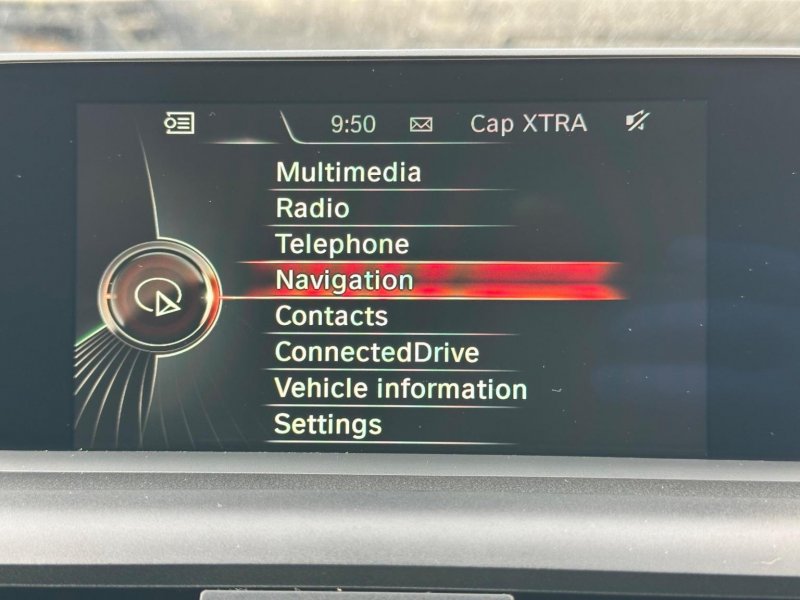 9:50 Cap XTRA
Multimedia
Radio
Telephone
Navigation
Contacts
ConnectedDrive
Vehicle information
Settings